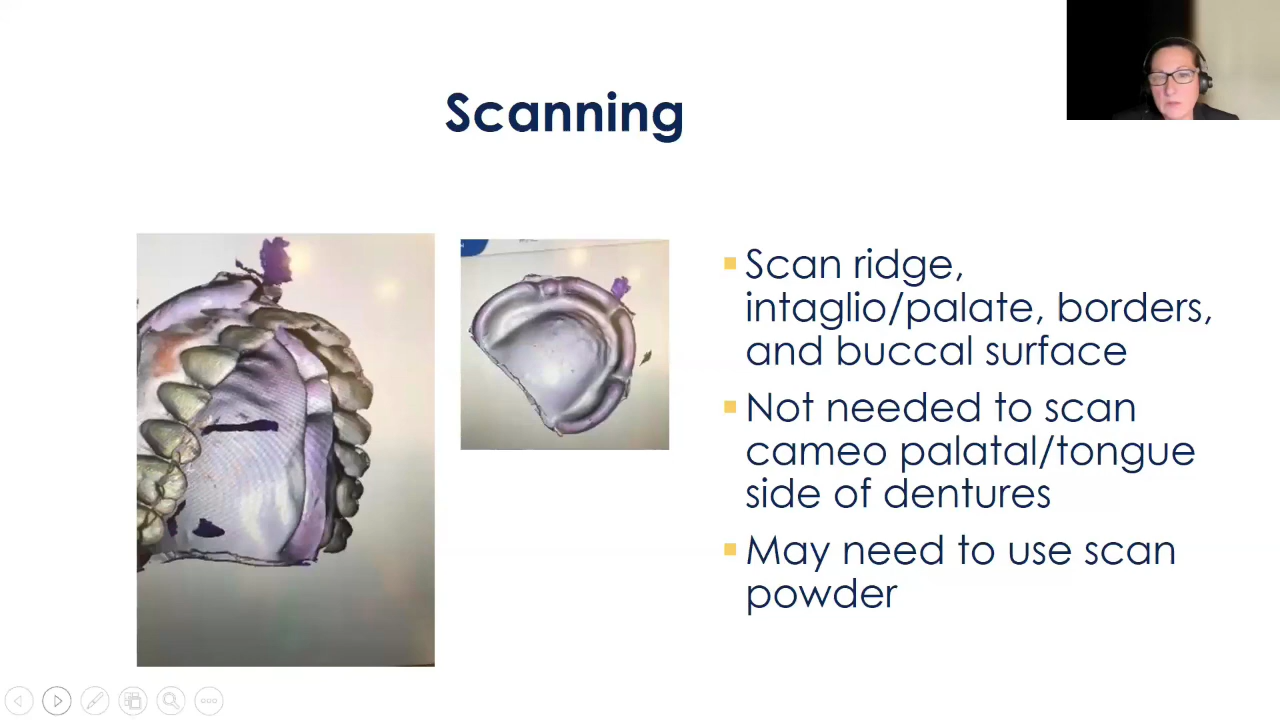 Scanning
Scan ridge,
intaglio/palate, borders,
and buccal surface
Not needed to scan
cameo palatal/tongue
side of dentures
May need to use scan
powder